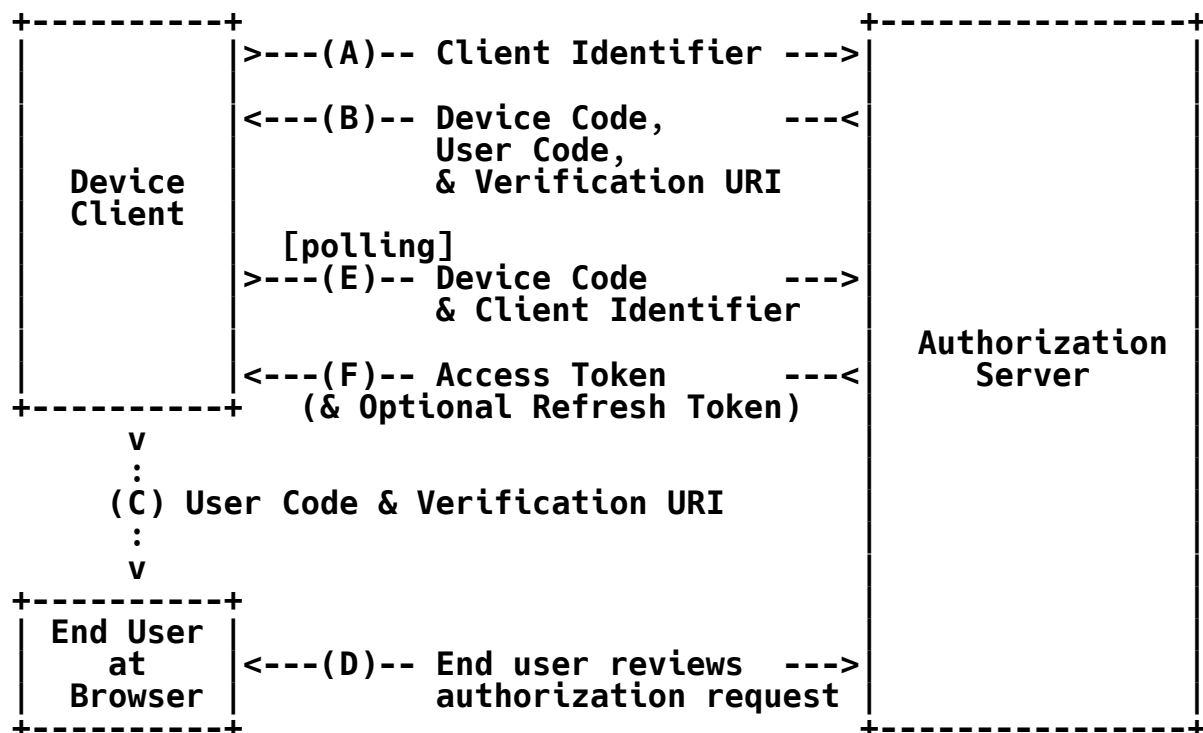 +----------+                                +----------------+
|          |>---(A)-- Client Identifier --->|                |
|          |                                |                |
|          |<---(B)-- Device Code,      ---<|                |
|          |          User Code,            |                |
|  Device  |          & Verification URI    |                |
|  Client  |                                |                |
|          |  [polling]                     |                |
|          |>---(E)-- Device Code       --->|                |
|          |          & Client Identifier   |                |
|          |                                |  Authorization |
|          |<---(F)-- Access Token      ---<|     Server     |
+----------+   (& Optional Refresh Token)   |                |
      v                                     |                |
      :                                     |                |
     (C) User Code & Verification URI       |                |
      :                                     |                |
      v                                     |                |
+----------+                                |                |
| End User |                                |                |
|    at    |<---(D)-- End user reviews  --->|                |
|  Browser |          authorization request |                |
+----------+                                +----------------+